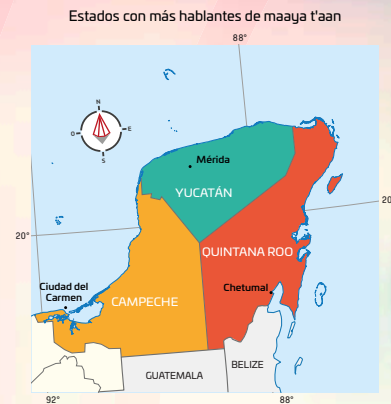 Estados con más hablantes de maaya t'aan
88°
N
O
E
S
Mérida
YUCATÁN
20°
20
QUINTANA ROO
Ciudad del
Carmen
Chetumal
CAMPECHE
BELIZE
GUATEMALA
92°
88°